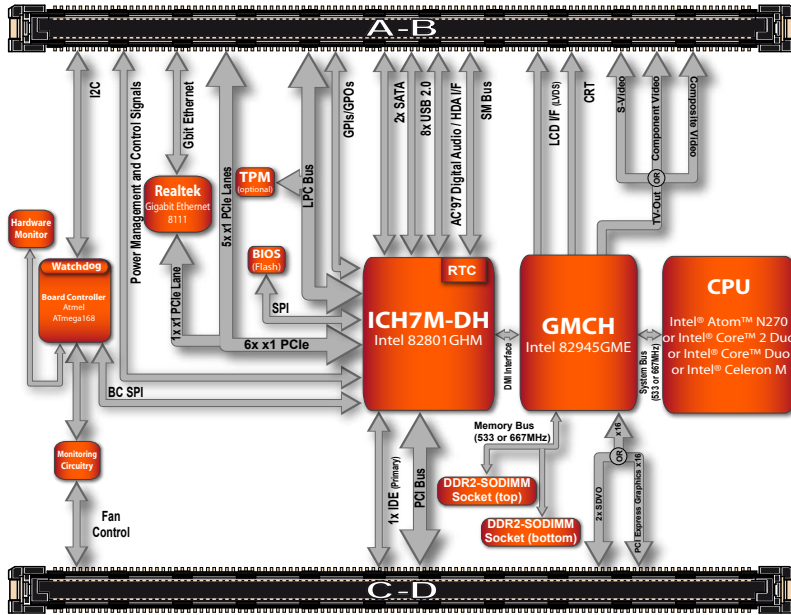 A-B
I2C
Power Management and Control Signals
Gbit Ethernet
5x x1 PCIe Lanes
LPC Bus
GPIs/GPOs
2x SATA
8x USB 2.0
AC'97 Digital Audio / HDA I/F
SM Bus
LCD I/F (LVDS)
CRT
S-Video
Component Video
Composite Video
OR
TV-Out
TPM
(optional)
Realtek
Gigabit Ethernet
8111
Hardware
Monitor
Watchdog
Board Controller
Atmel
ATmega168
BIOS
(Flash)
SPI
1x x1 PCIe Lane
6x x1 PCIe
BC SPI
RTC
ICH7M-DH
Intel 82801GHM
DMI Interface
GMCH
Intel 82945GME
System Bus
(533 or 667MHz)
CPU
Intel® Atom™ N270
or Intel® Core™ 2 Duo
or Intel® Core™ Duo
or Intel® Celeron M
Memory Bus
(533 or 667MHz)
DDR2-SODIMM
Socket (top)
DDR2-SODIMM
Socket (bottom)
x16
OR
2x SDVO
PCI Express Graphics x16
Monitoring
Circuitry
Fan
Control
1x IDE (Primary)
PCI Bus
C-D